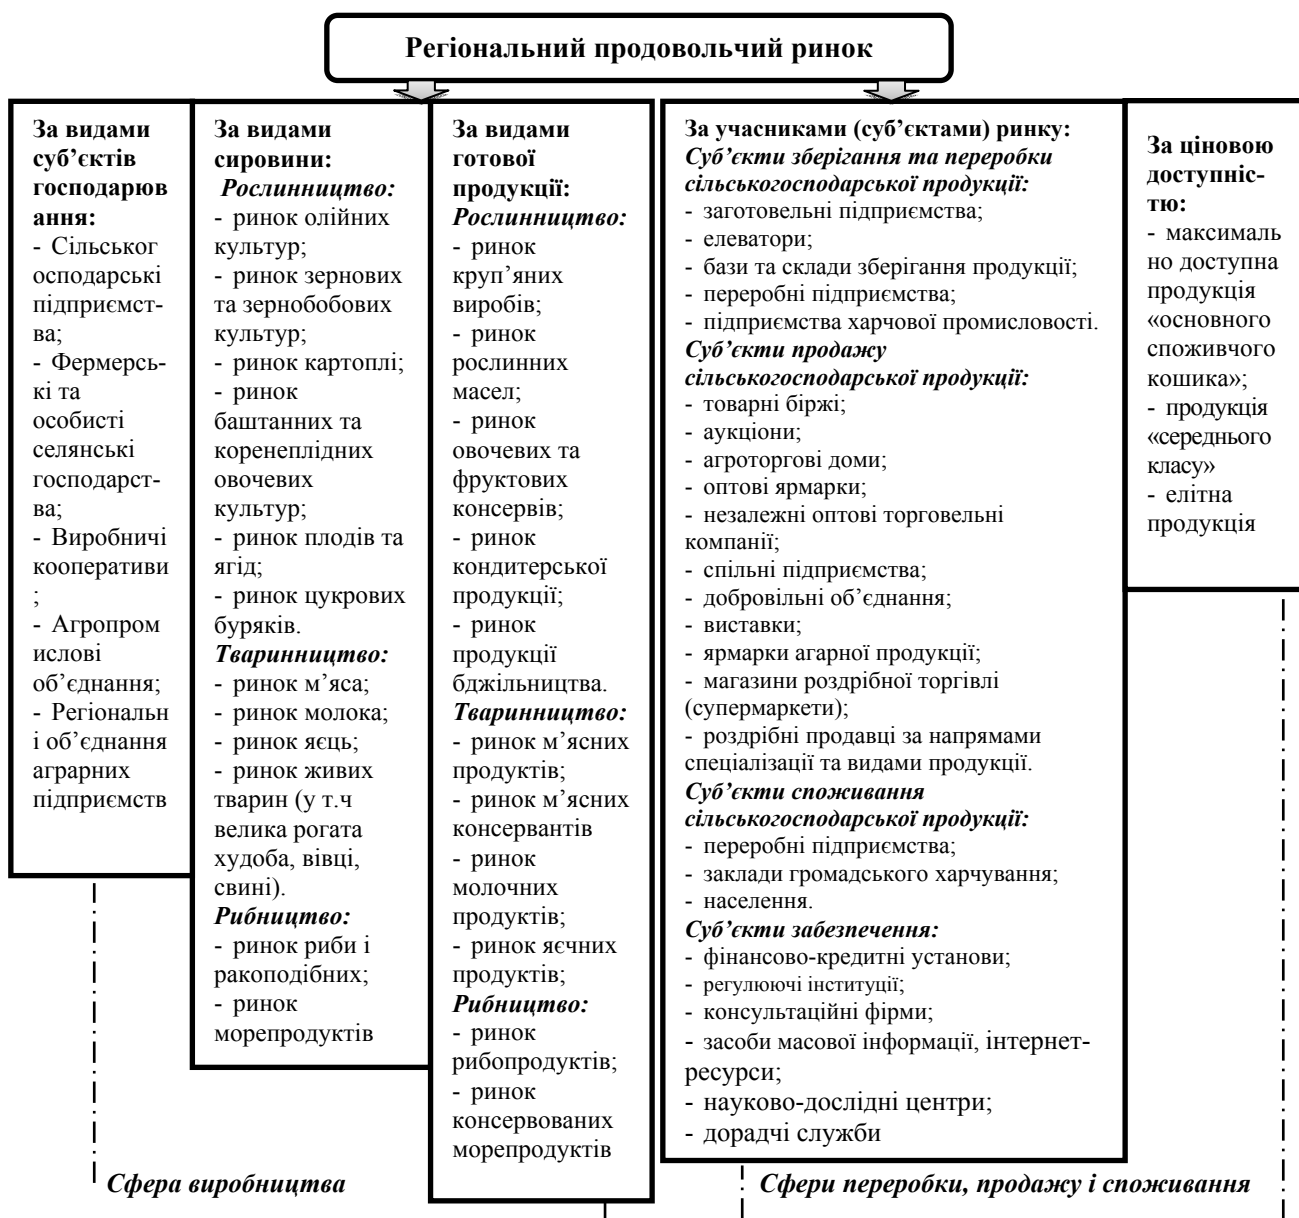 Регіональний продовольчий ринок
За видами
суб’єктів
господарюв
ання:
- Сільськог
осподарські
підприємст-
ва;
- Фермерсь-
кі та
особисті
селянські
господарст-
ва;
- Виробничі
кооперативи
;
- Агропром
ислові
об’єднання;
- Регіональн
і об’єднання
аграрних
підприємств
За видами
сировини:
Рослинництво:
- ринок олійних
культур;
- ринок зернових
та зернобобових
культур;
- ринок картоплі;
- ринок
баштанних та
коренеплідних
овочевих
культур;
- ринок плодів та
ягід;
- ринок цукрових
буряків.
Тваринництво:
- ринок м’яса;
- ринок молока;
- ринок яєць;
- ринок живих
тварин (у т.ч
велика рогата
худоба, вівці,
свині).
Рибництво:
- ринок риби і
ракоподібних;
- ринок
морепродуктів
За видами
готової
продукції:
Рослинництво:
- ринок
круп’яних
виробів;
- ринок
рослинних
масел;
- ринок
овочевих та
фруктових
консервів;
- ринок
кондитерської
продукції;
- ринок
продукції
бджільництва.
Тваринництво:
- ринок м’ясних
продуктів;
- ринок м’ясних
консервантів
- ринок
молочних
продуктів;
- ринок яєчних
продуктів;
Рибництво:
- ринок
рибопродуктів;
- ринок
консервованих
морепродуктів
За учасниками (суб’єктами) ринку:
Суб’єкти зберігання та переробки
сільськогосподарської продукції:
- заготовельні підприємства;
- елеватори;
- бази та склади зберігання продукції;
- переробні підприємства;
- підприємства харчової промисловості.
Суб’єкти продажу
сільськогосподарської продукції:
- товарні біржі;
- аукціони;
- агроторгові доми;
- оптові ярмарки;
- незалежні оптові торговельні
компанії;
- спільні підприємства;
- добровільні об’єднання;
- виставки;
- ярмарки агарної продукції;
- магазини роздрібної торгівлі
(супермаркети);
- роздрібні продавці за напрямами
спеціалізації та видами продукції.
Суб’єкти споживання
сільськогосподарської продукції:
- переробні підприємства;
- заклади громадського харчування;
- населення.
Суб’єкти забезпечення:
- фінансово-кредитні установи;
- регулюючі інституції;
- консультаційні фірми;
- засоби масової інформації, інтернет-
ресурси;
- науково-дослідні центри;
- дорадчі служби
За ціновою
доступніс-
тю:
- максималь
но доступна
продукція
«основного
споживчого
кошика»;
- продукція
«середнього
класу»
- елітна
продукція
Сфера виробництва
Сфери переробки, продажу і споживання